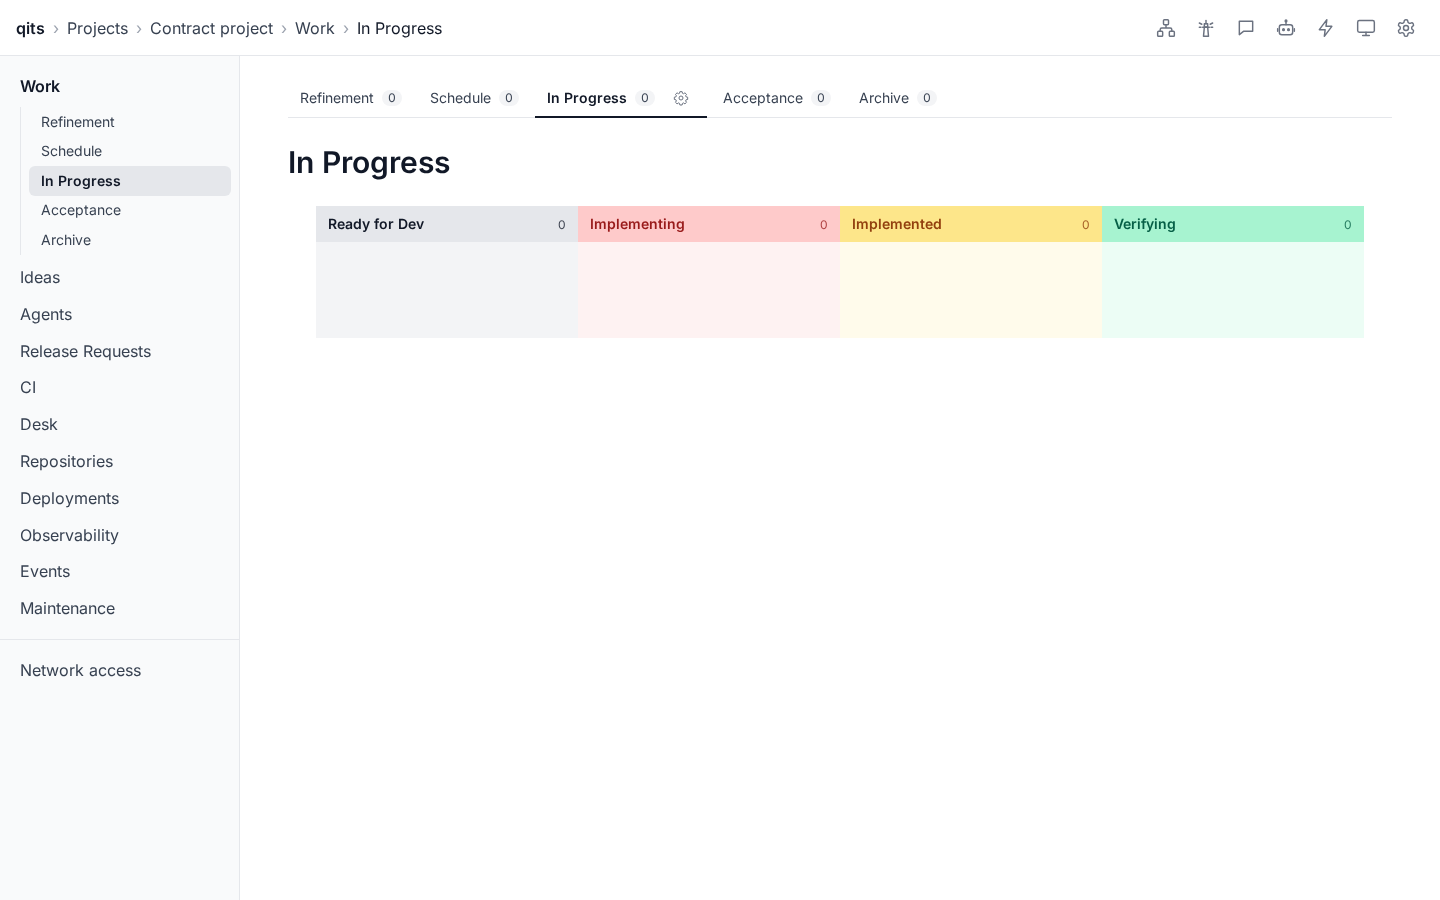 qits › Projects › Contract project › Work › In Progress
Work
Refinement
Schedule
In Progress
Acceptance
Archive
Ideas
Agents
Release Requests
CI
Desk
Repositories
Deployments
Observability
Events
Maintenance
Network access
Refinement 0 Schedule 0 In Progress 0 Acceptance 0 Archive 0
In Progress
Ready for Dev 0 Implementing 0 Implemented 0 Verifying 0